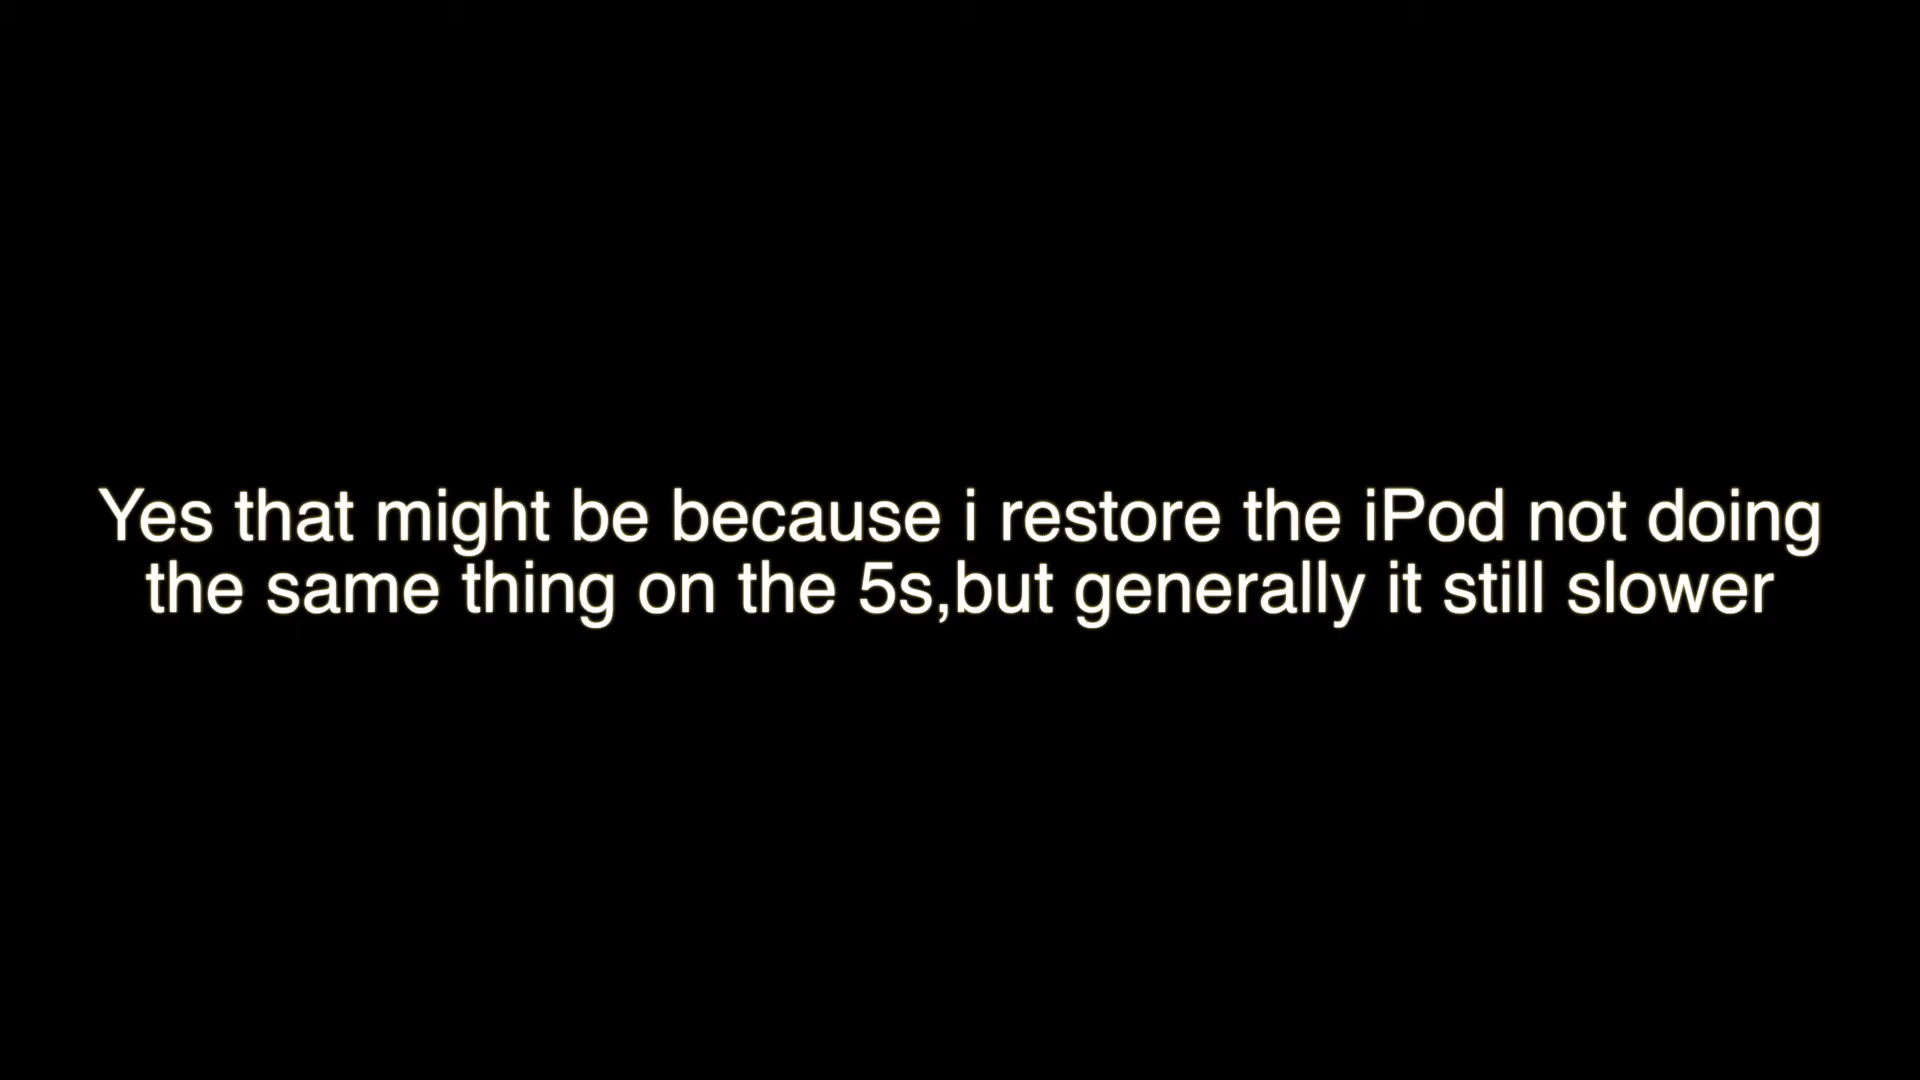 Yes that might be because i restore the iPod not doing
the same thing on the 5s,but generally it still slower